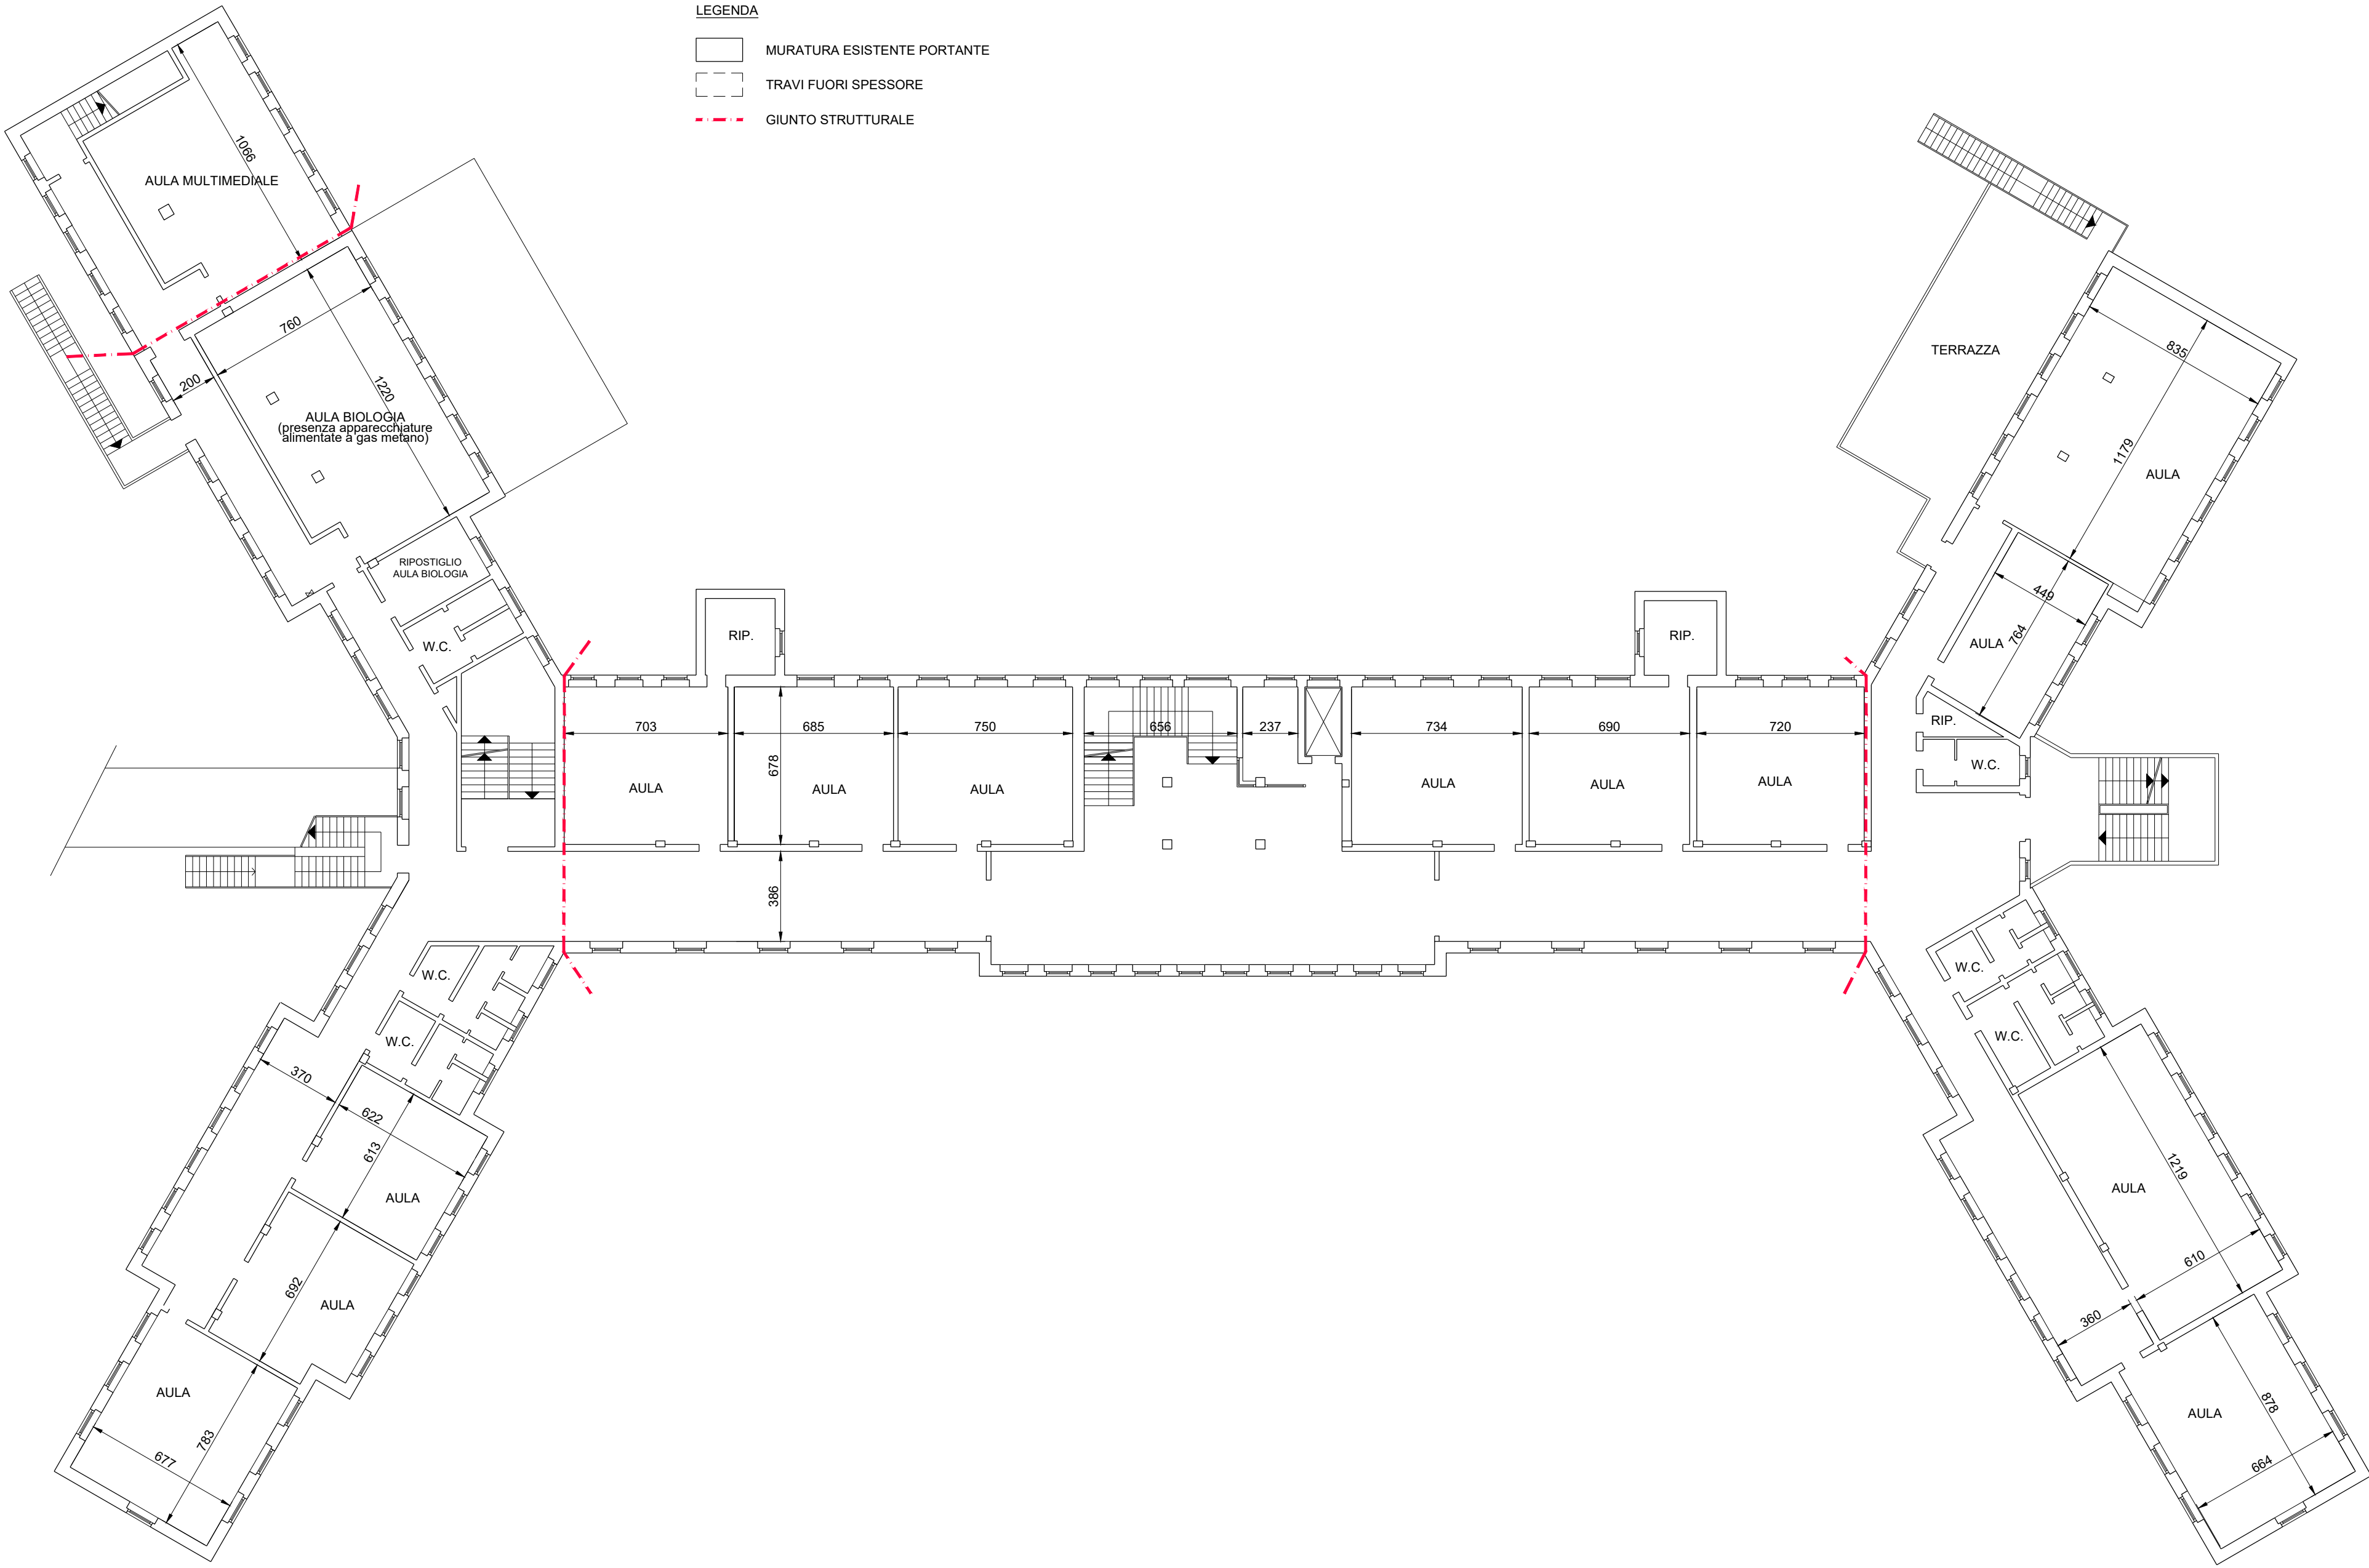 LEGENDA
MURATURA ESISTENTE PORTANTE
TRAVI FUORI SPESSORE
GIUNTO STRUTTURALE
1066
AULA MULTIMEDIALE
760
200
1220
AULA BIOLOGIA
(presenza apparecchiature
alimentate a gas metano)
RIPOSTIGLIO
AULA BIOLOGIA
W.C.
TERRAZZA
835
1179
AULA
449
764
AULA
RIP.
W.C.
RIP.
RIP.
703
685
750
656
237
734
690
720
678
AULA
AULA
AULA
AULA
AULA
AULA
386
W.C.
W.C.
370
622
613
AULA
692
AULA
AULA
783
677
W.C.
W.C.
1219
AULA
610
360
AULA
878
664